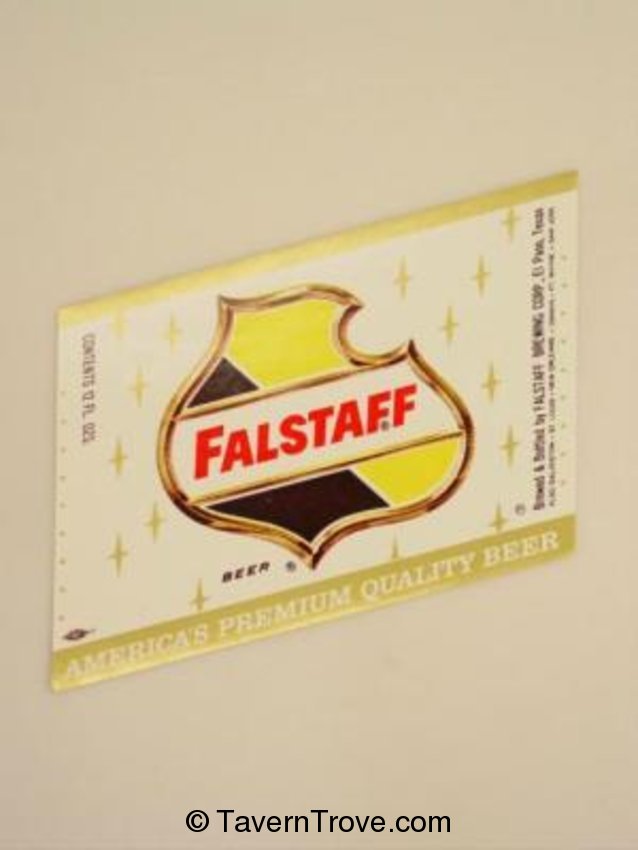 CONTENTS 12 FL. OZS.
FALSTAFF®
BEER ®
AMERICA'S PREMIUM QUALITY BEER
Brewed & Bottled by FALSTAFF BREWING CORP., El Paso, Texas
©TavernTrove.com